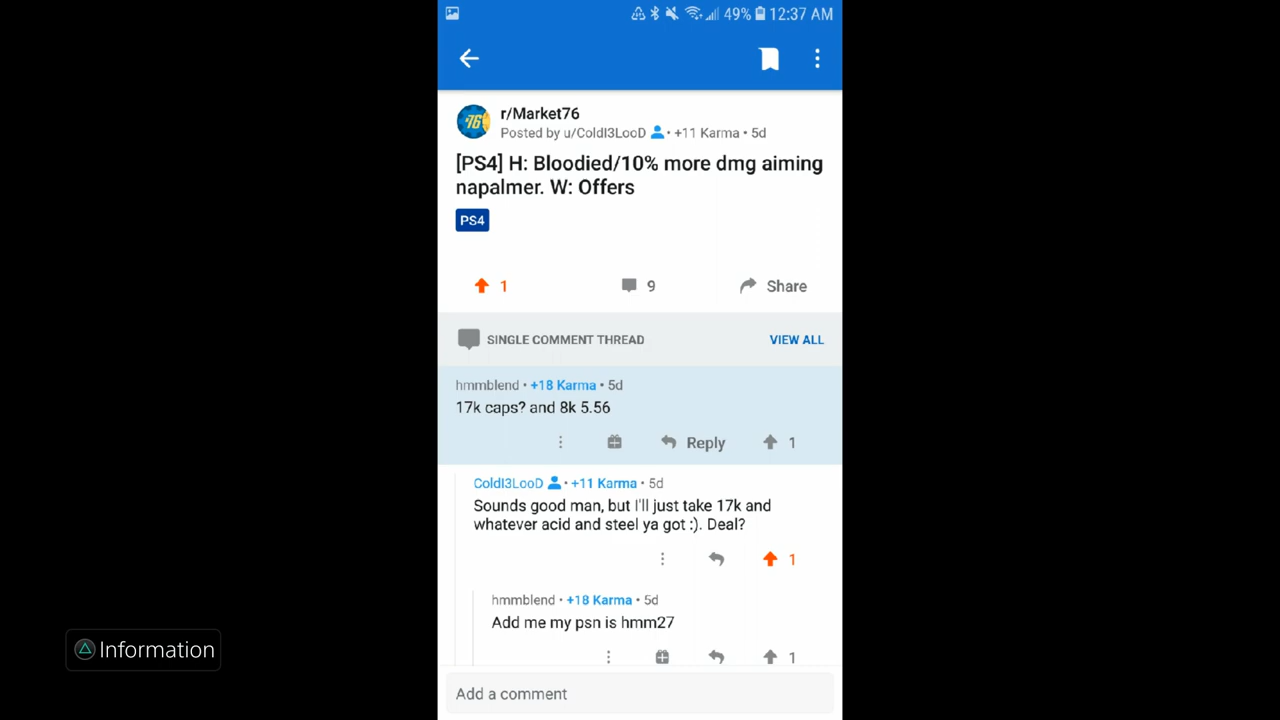 49% 12:37 AM
76
r/Market76
Posted by u/ColdI3LooD • +11 Karma • 5d
[PS4] H: Bloodied/10% more dmg aiming
napalmer. W: Offers
PS4
1 9 Share
SINGLE COMMENT THREAD VIEW ALL
hmmblend • +18 Karma • 5d
17k caps? and 8k 5.56
Reply 1
ColdI3LooD • +11 Karma • 5d
Sounds good man, but I'll just take 17k and
whatever acid and steel ya got :). Deal?
1
hmmblend • +18 Karma • 5d
Add me my psn is hmm27
1
Add a comment
Information